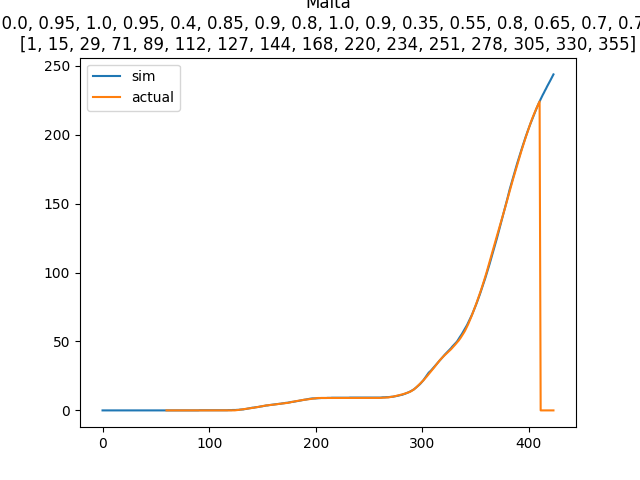 Malta
0.0, 0.95, 1.0, 0.95, 0.4, 0.85, 0.9, 0.8, 1.0, 0.9, 0.35, 0.55, 0.8, 0.65, 0.7, 0.7
[1, 15, 29, 71, 89, 112, 127, 144, 168, 220, 234, 251, 278, 305, 330, 355]
sim
actual
250
200
150
100
50
0
0
100
200
300
400